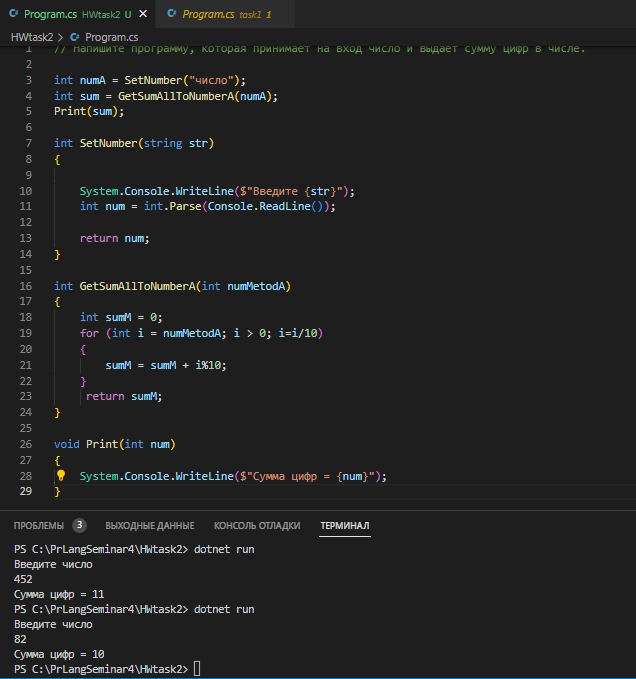 Program.cs HWtask2 U Program.cs task1 1
HWtask2 > Program.cs
1 // Напишите программу, которая принимает на вход число и выдаёт сумму цифр в числе.
2
3 int numA = SetNumber("число");
4 int sum = GetSumAllToNumberA(numA);
5 Print(sum);
6
7 int SetNumber(string str)
8 {
9
10 System.Console.WriteLine($"Введите {str}");
11 int num = int.Parse(Console.ReadLine());
12
13 return num;
14 }
15
16 int GetSumAllToNumberA(int numMetodA)
17 {
18 int sumM = 0;
19 for (int i = numMetodA; i > 0; i=i/10)
20 {
21 sumM = sumM + i%10;
22 }
23 return sumM;
24 }
25
26 void Print(int num)
27 {
28 System.Console.WriteLine($"Сумма цифр = {num}");
29 }
ПРОБЛЕМЫ 3 ВЫХОДНЫЕ ДАННЫЕ КОНСОЛЬ ОТЛАДКИ ТЕРМИНАЛ
PS C:\PrLangSeminar4\HWtask2> dotnet run
Введите число
452
Сумма цифр = 11
PS C:\PrLangSeminar4\HWtask2> dotnet run
Введите число
82
Сумма цифр = 10
PS C:\PrLangSeminar4\HWtask2>